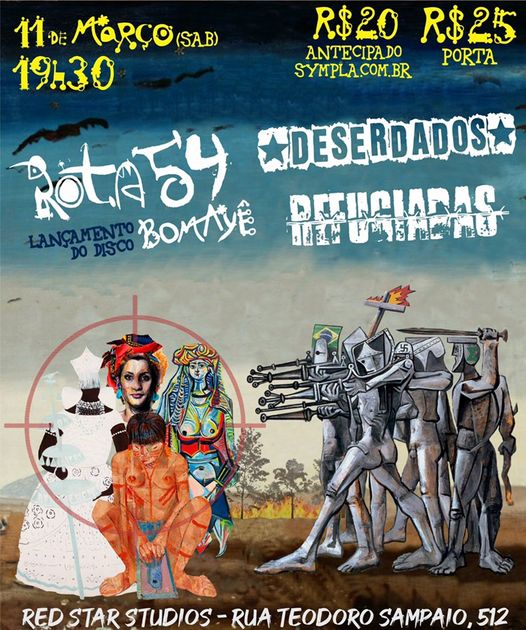 11 DE MARÇO (SAB)
19H30
R$20
ANTECIPADO
SYMPLA.COM.BR
R$25
PORTA
ROTA 54
LANÇAMENTO
DO DISCO
BOMAYÊ
DESERDADOS
REFUGIADAS
RED STAR STUDIOS - RUA TEODORO SAMPAIO, 512